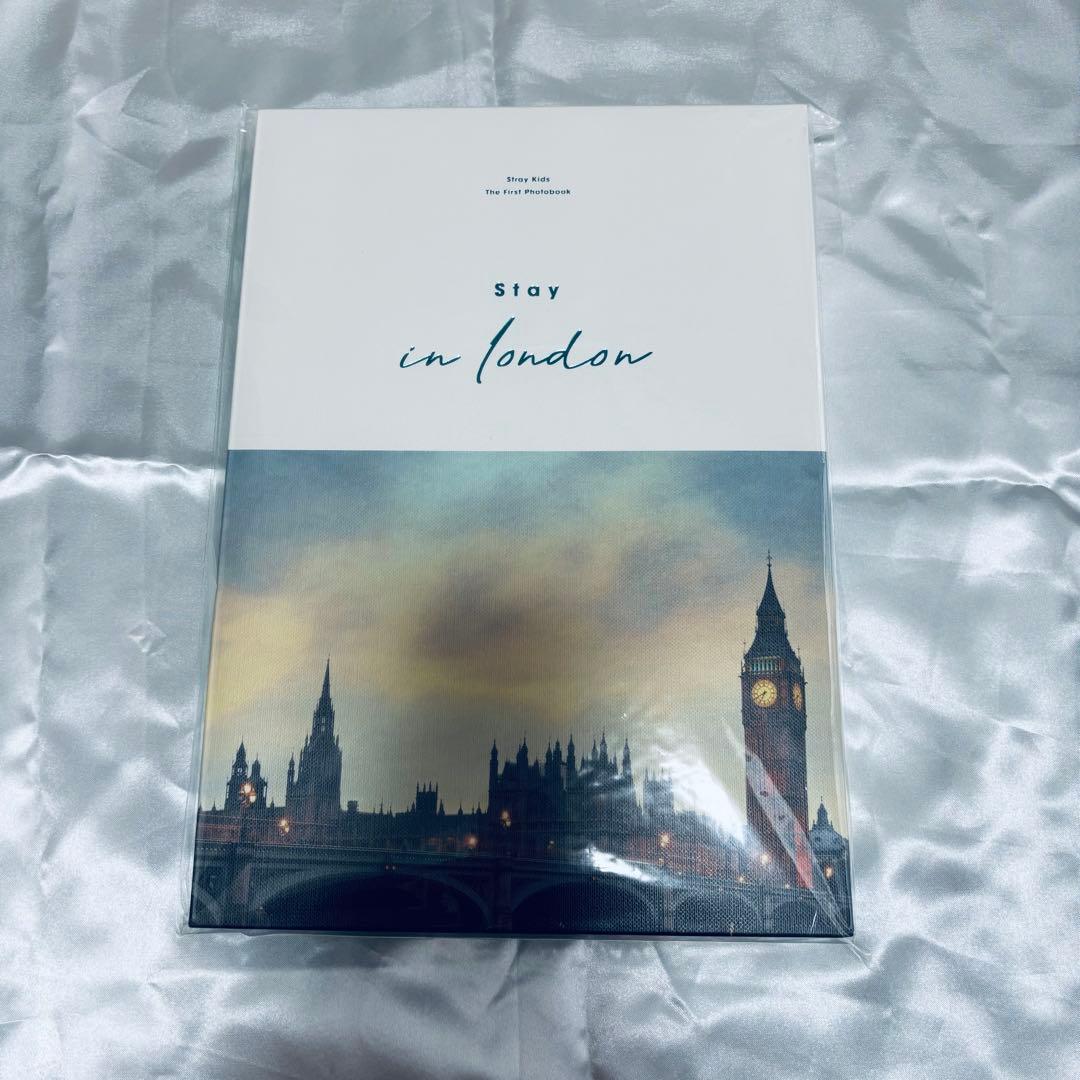 Stray Kids
The First Photobook
Stay
in london